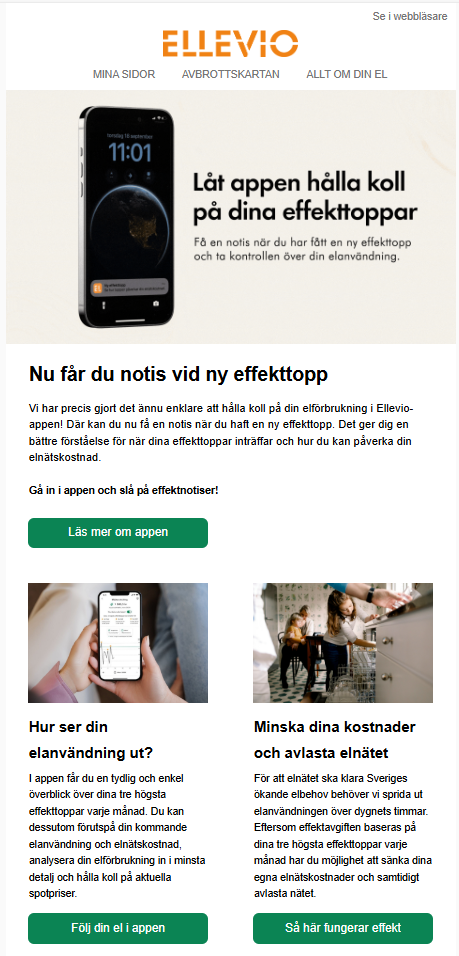 Se i webbläsare
ELLEVIO
MINA SIDOR AVBROTTSKARTAN ALLT OM DIN EL
torsdag 18 september
11:01
Låt appen hålla koll
på dina effekttoppar
Få en notis när du har fått en ny effekttopp
och ta kontrollen över din elanvändning.
Nu får du notis vid ny effekttopp
Vi har precis gjort det ännu enklare att hålla koll på din elförbrukning i Ellevio-
appen! Där kan du nu få en notis när du haft en ny effekttopp. Det ger dig en
bättre förståelse för när dina effekttoppar inträffar och hur du kan påverka din
elnätskostnad.
Gå in i appen och slå på effektnotiser!
Läs mer om appen
Hur ser din
elanvändning ut?
I appen får du en tydlig och enkel
överblick över dina tre högsta
effekttoppar varje månad. Du kan
dessutom förutspå din kommande
elanvändning och elnätskostnad,
analysera din elförbrukning in i minsta
detalj och hålla koll på aktuella
spotpriser.
Följ din el i appen
Minska dina kostnader
och avlasta elnätet
För att elnätet ska klara Sveriges
ökande elbehov behöver vi sprida ut
elanvändningen över dygnets timmar.
Eftersom effektavgiften baseras på
dina tre högsta effekttoppar varje
månad har du möjlighet att sänka dina
egna elnätskostnader och samtidigt
avlasta nätet.
Så här fungerar effekt